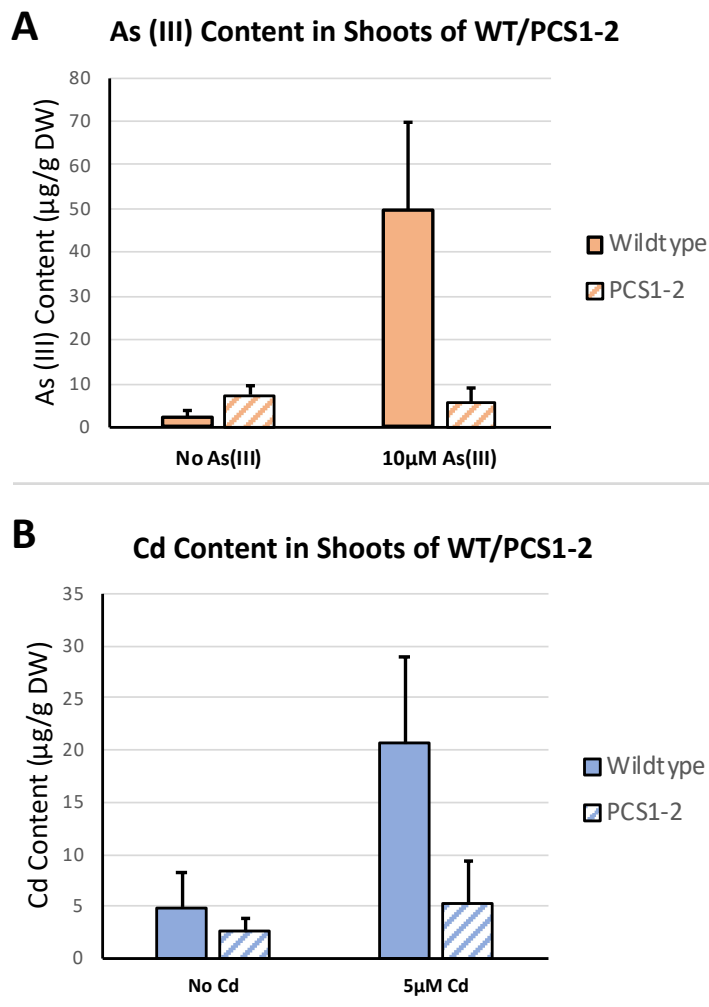 A
As (III) Content in Shoots of WT/PCS1-2
As (III) Content (µg/g DW)
80
70
60
50
40
30
20
10
0
No As(III)
10µM As(III)
Wildtype
PCS1-2
B
Cd Content in Shoots of WT/PCS1-2
Cd Content (µg/g DW)
35
30
25
20
15
10
5
0
No Cd
5µM Cd
Wildtype
PCS1-2